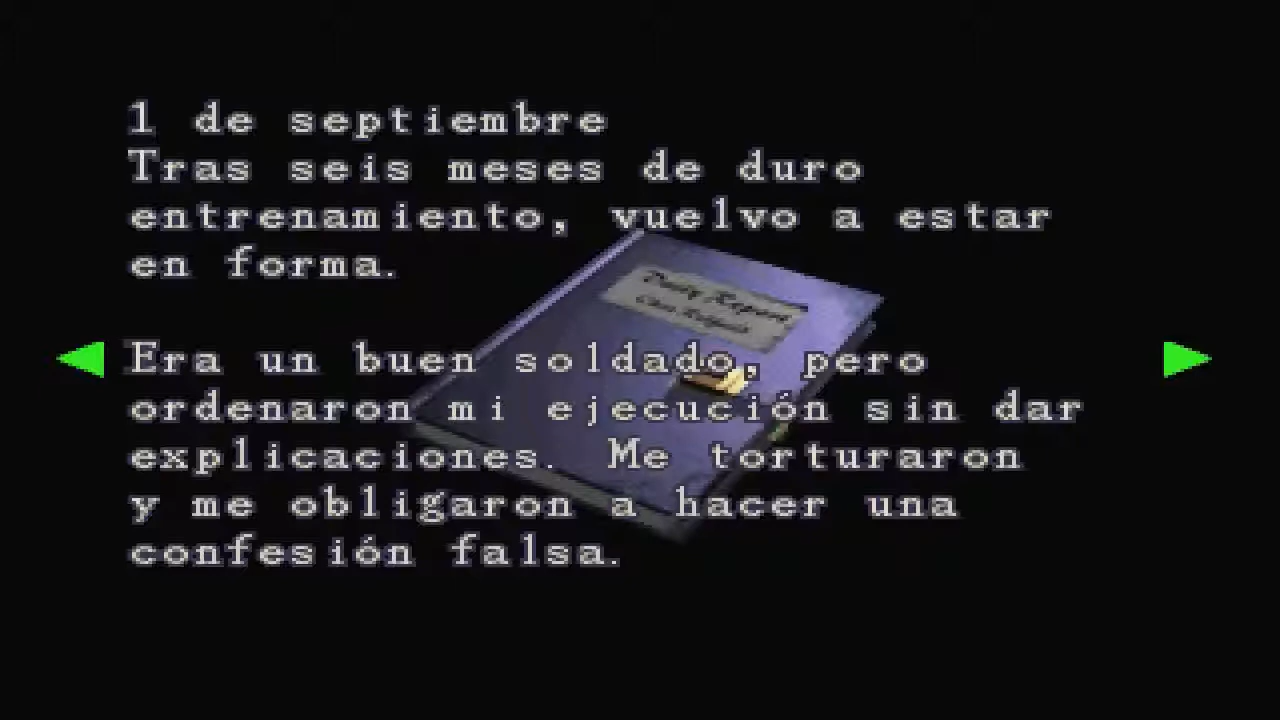 1 de septiembre
Tras seis meses de duro
entrenamiento, vuelvo a estar
en forma.
Era un buen soldado, pero
ordenaron mi ejecución sin dar
explicaciones. Me torturaron
y me obligaron a hacer una
confesión falsa.